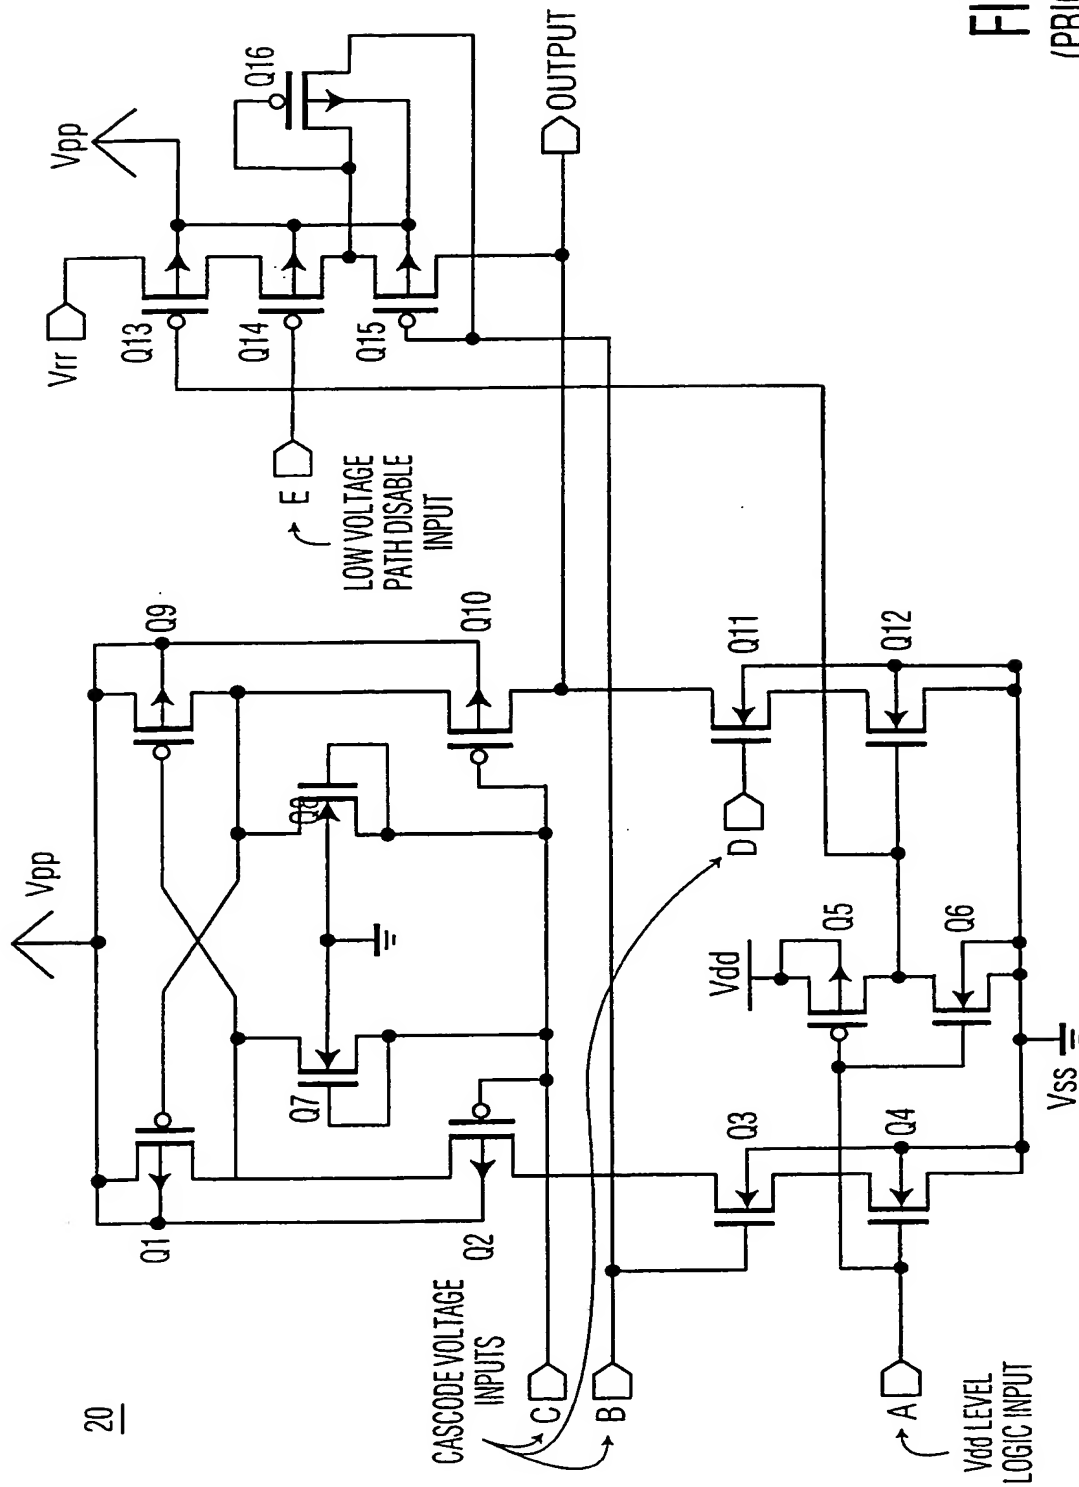 20
Vpp
Q1
Q9
Q2
Q10
Q7
Q8
CASCODE VOLTAGE
INPUTS
C
B
A
Vdd LEVEL
LOGIC INPUT
Q3
Q4
Vdd
Q5
Q6
Vss
D
Q11
Q12
Vrr
Vpp
Q13
Q14
Q15
Q16
E
LOW VOLTAGE
PATH DISABLE
INPUT
OUTPUT